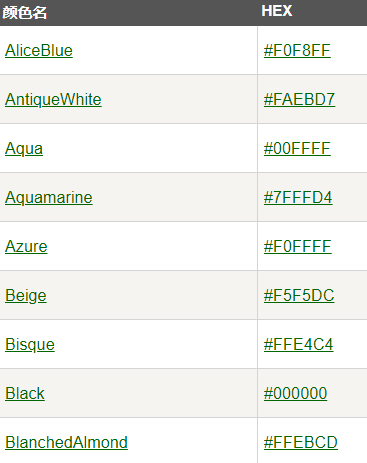 颜色名 HEX
AliceBlue #F0F8FF
AntiqueWhite #FAEBD7
Aqua #00FFFF
Aquamarine #7FFFD4
Azure #F0FFFF
Beige #F5F5DC
Bisque #FFE4C4
Black #000000
BlanchedAlmond #FFEBCD